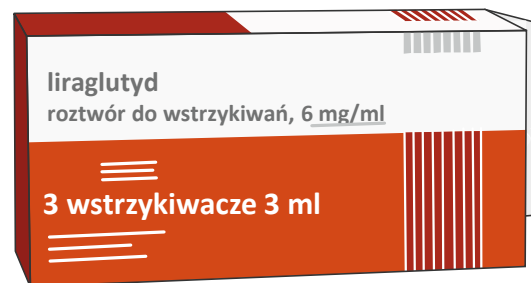 liraglutyd
roztwór do wstrzykiwań, 6 mg/ml
3 wstrzykiwacze 3 ml